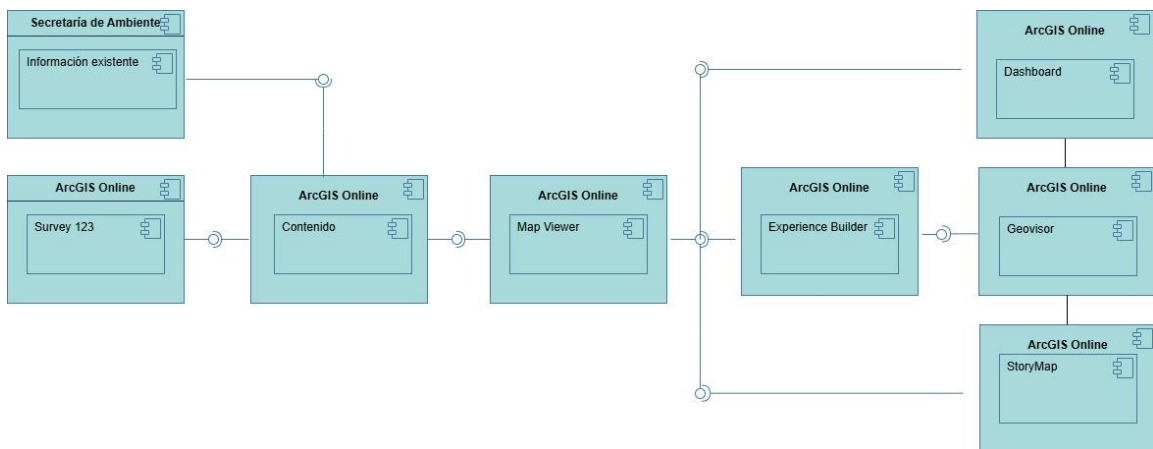 Secretaría de Ambiente
Información existente
ArcGIS Online
Survey 123
ArcGIS Online
Contenido
ArcGIS Online
Map Viewer
ArcGIS Online
Experience Builder
ArcGIS Online
Dashboard
ArcGIS Online
Geovisor
ArcGIS Online
StoryMap